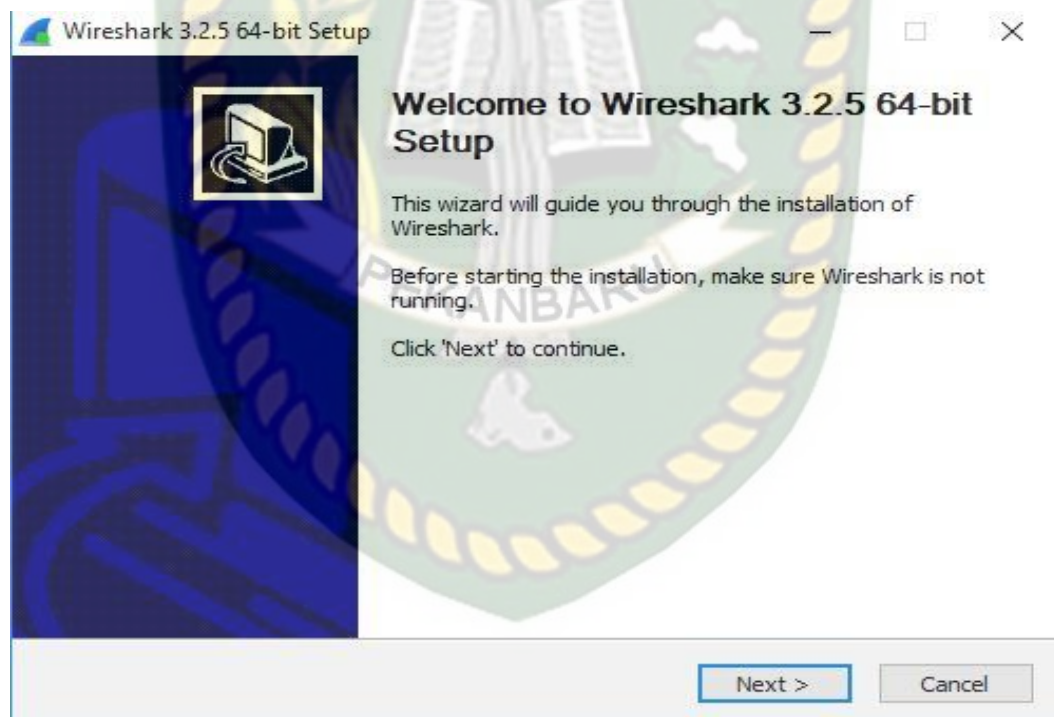 Wireshark 3.2.5 64-bit Setup
Welcome to Wireshark 3.2.5 64-bit
Setup
This wizard will guide you through the installation of
Wireshark.
Before starting the installation, make sure Wireshark is not
running.
PEKANBARU
Click 'Next' to continue.
Next >
Cancel